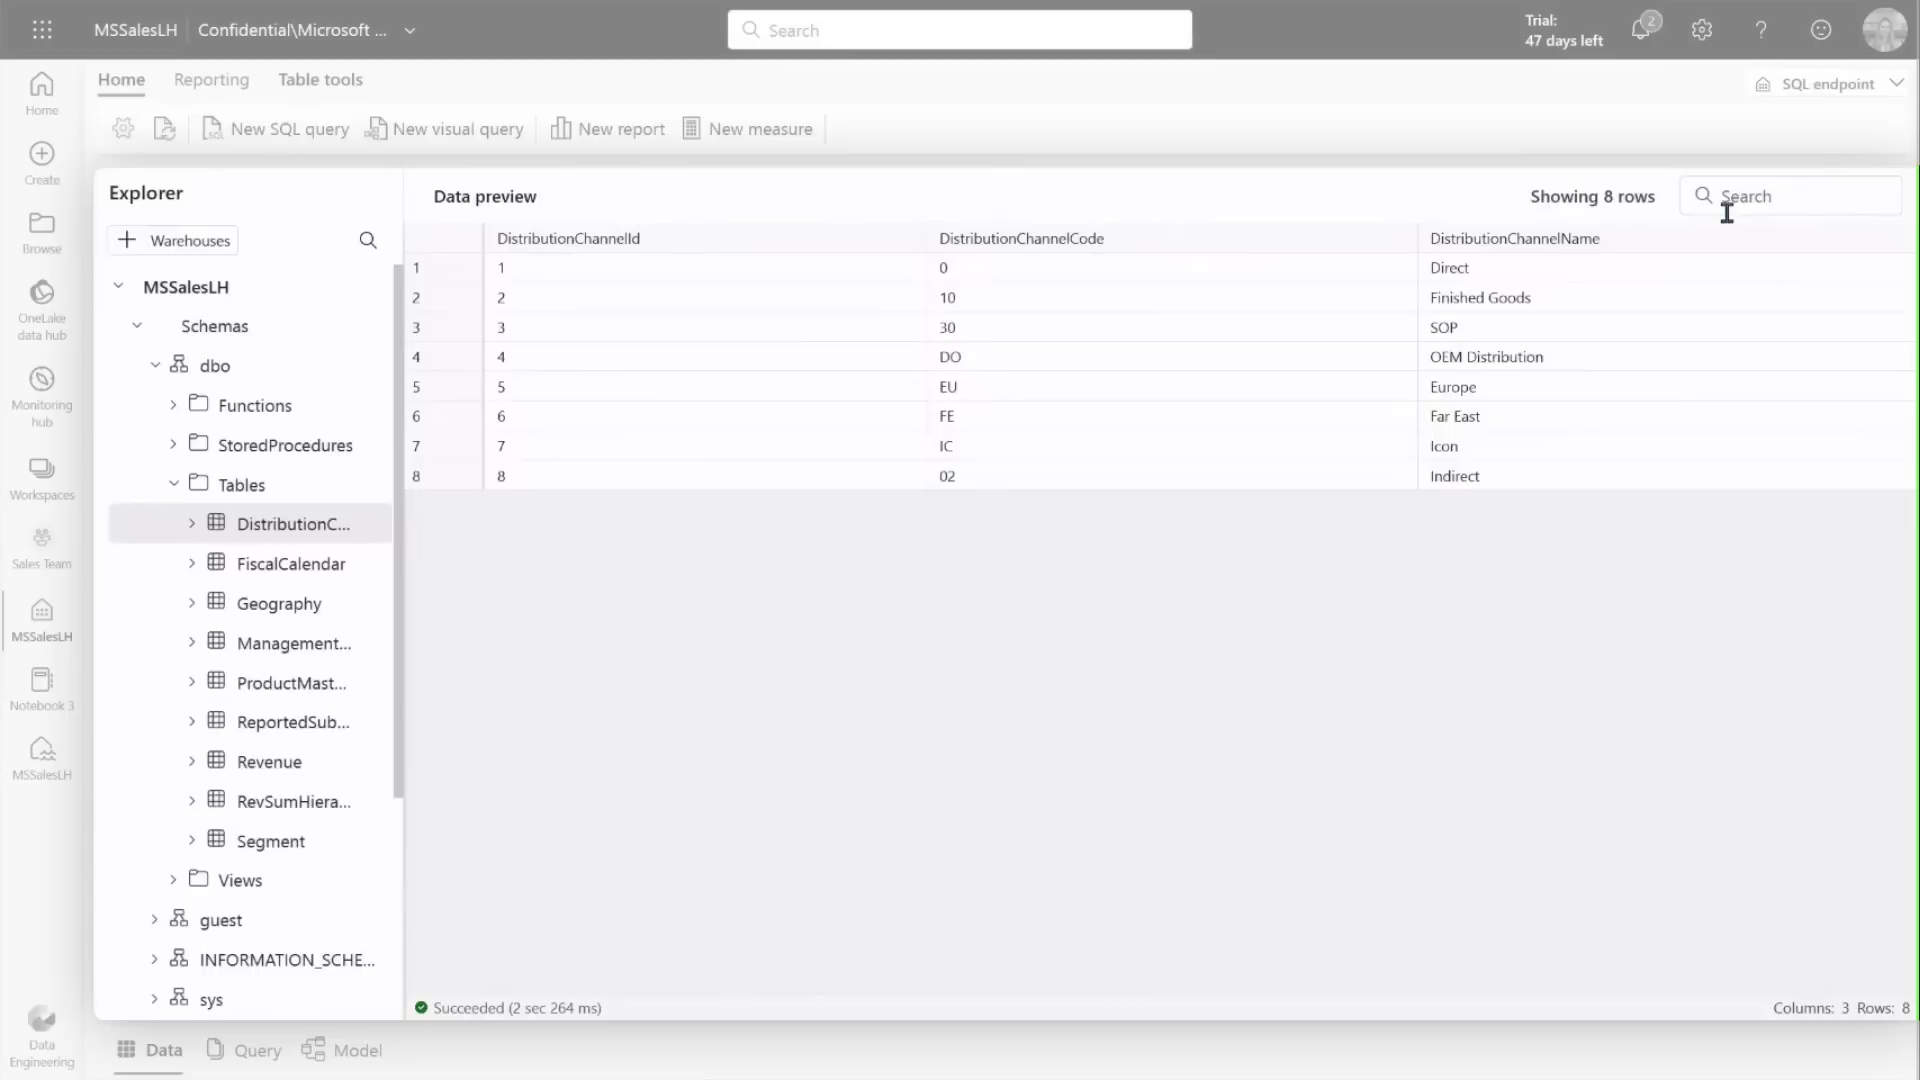 MSSalesLH
Confidential\Microsoft ...
Search
Trial:
47 days left
2
?
Home
Reporting
Table tools
SQL endpoint
New SQL query
New visual query
New report
New measure
Home
Create
Browse
OneLake
data hub
Monitoring
hub
Workspaces
Sales Team
MSSalesLH
Notebook 3
MSSalesLH
Data
Engineering
Explorer
Warehouses
MSSalesLH
Schemas
dbo
Functions
StoredProcedures
Tables
DistributionC...
FiscalCalendar
Geography
Management...
ProductMast...
ReportedSub...
Revenue
RevSumHiera...
Segment
Views
guest
INFORMATION_SCHE...
sys
Data preview
Showing 8 rows
Search
DistributionChannelId DistributionChannelCode DistributionChannelName
1 1 0 Direct
2 2 10 Finished Goods
3 3 30 SOP
4 4 DO OEM Distribution
5 5 EU Europe
6 6 FE Far East
7 7 IC Icon
8 8 02 Indirect
Succeeded (2 sec 264 ms)
Columns: 3 Rows: 8
Data
Query
Model